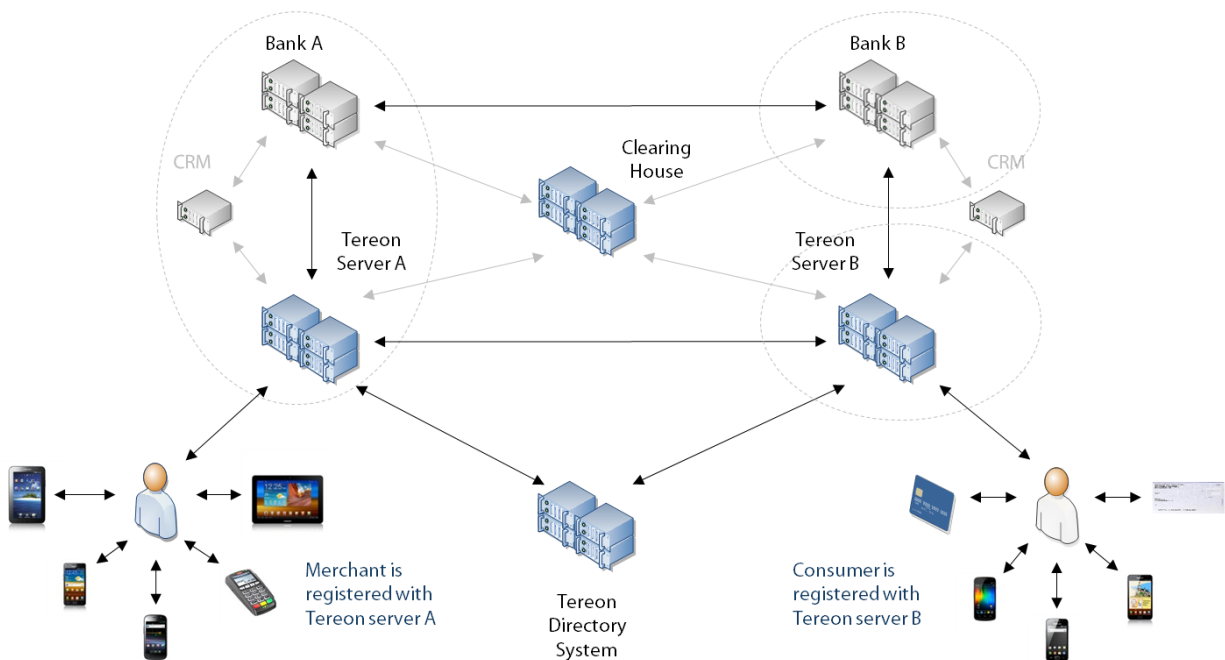 Bank A
Bank B
CRM
Clearing
House
CRM
Tereon
Server A
Tereon
Server B
Merchant is
registered with
Tereon server A
Tereon
Directory
System
Consumer is
registered with
Tereon server B